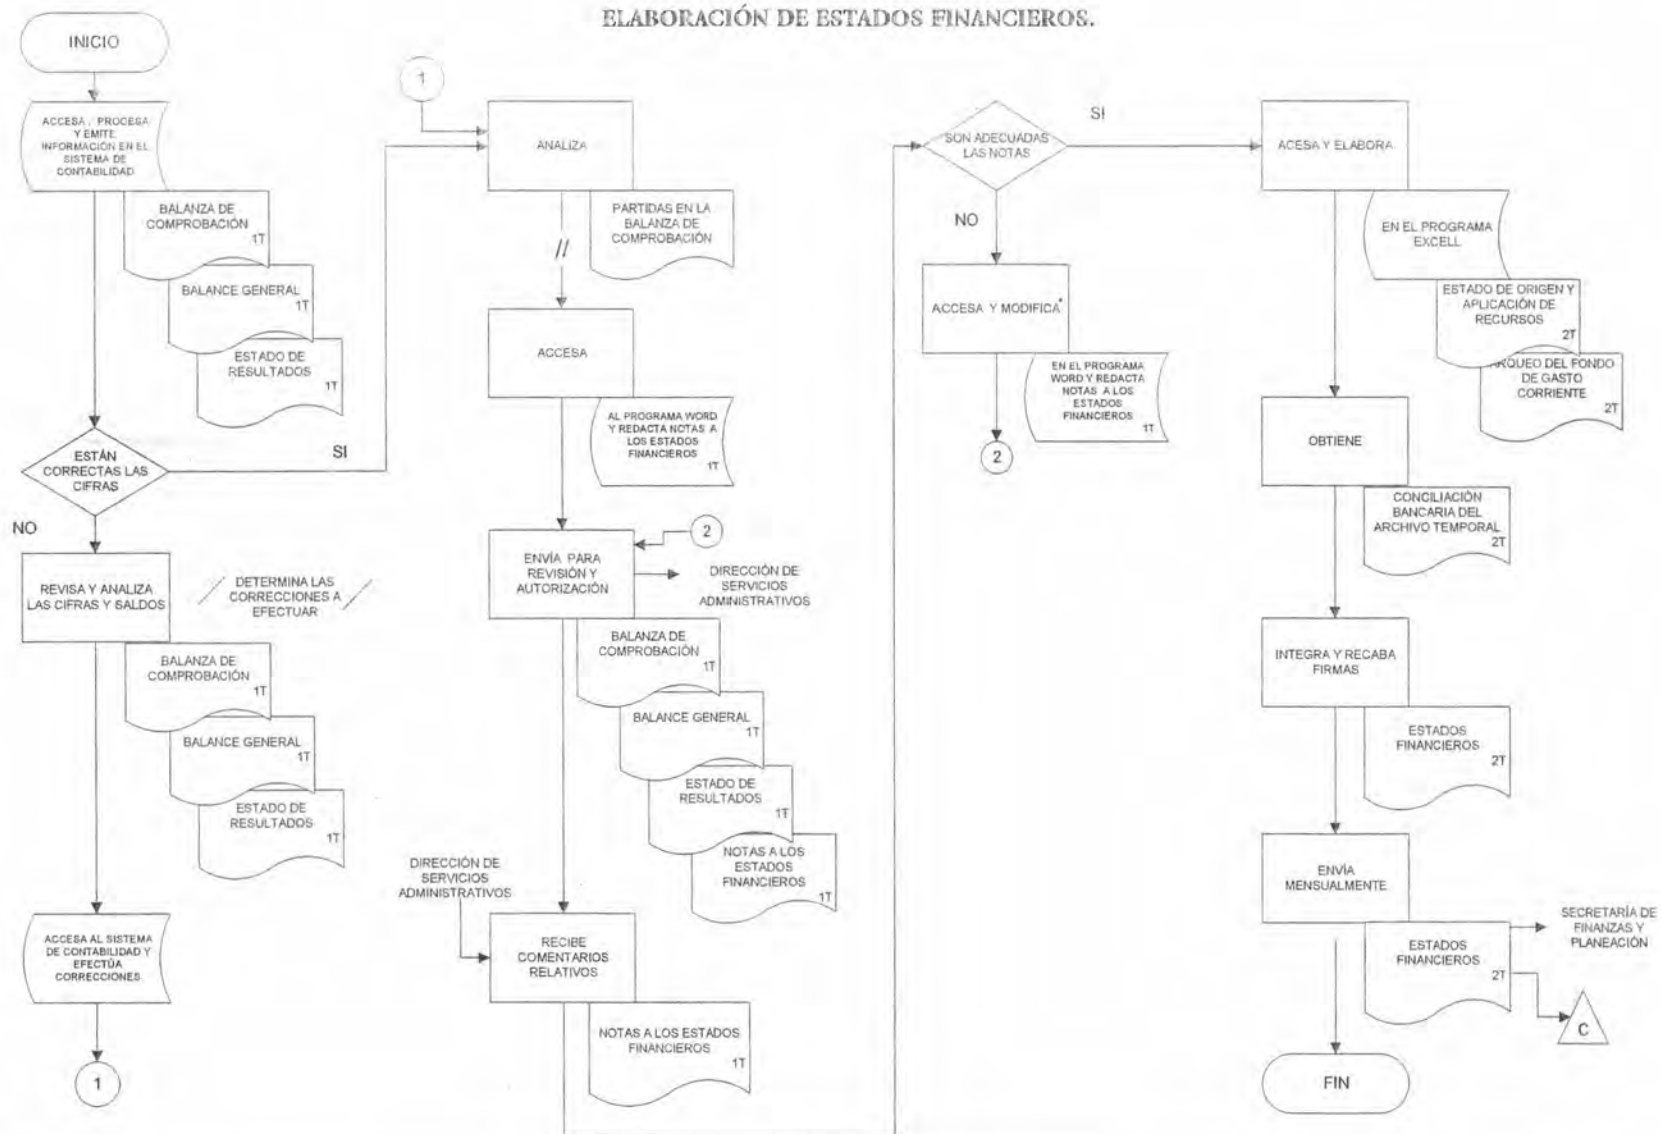 ELABORACIÓN DE ESTADOS FINANCIEROS.
INICIO
ACCESA , PROCESA
Y EMITE
INFORMACIÓN EN EL
SISTEMA DE
CONTABILIDAD
BALANZA DE
COMPROBACIÓN
1T
BALANCE GENERAL
1T
ESTADO DE
RESULTADOS
1T
ESTÁN
CORRECTAS LAS
CIFRAS
SI
NO
REVISA Y ANALIZA
LAS CIFRAS Y SALDOS
DETERMINA LAS
CORRECCIONES A
EFECTUAR
BALANZA DE
COMPROBACIÓN
1T
BALANCE GENERAL
1T
ESTADO DE
RESULTADOS
1T
ACCESA AL SISTEMA
DE CONTABILIDAD Y
EFECTÚA
CORRECCIONES
1
1
ANALIZA
PARTIDAS EN LA
BALANZA DE
COMPROBACIÓN
//
ACCESA
AL PROGRAMA WORD
Y REDACTA NOTAS A
LOS ESTADOS
FINANCIEROS
1T
2
ENVÍA PARA
REVISIÓN Y
AUTORIZACIÓN
DIRECCIÓN DE
SERVICIOS
ADMINISTRATIVOS
BALANZA DE
COMPROBACIÓN
1T
BALANCE GENERAL
1T
ESTADO DE
RESULTADOS
1T
NOTAS A LOS
ESTADOS
FINANCIEROS
1T
DIRECCIÓN DE
SERVICIOS
ADMINISTRATIVOS
RECIBE
COMENTARIOS
RELATIVOS
NOTAS A LOS ESTADOS
FINANCIEROS
1T
SON ADECUADAS
LAS NOTAS
SI
NO
ACCESA Y MODIFICA
EN EL PROGRAMA
WORD Y REDACTA
NOTAS A LOS
ESTADOS
FINANCIEROS
1T
2
ACESA Y ELABORA
EN EL PROGRAMA
EXCELL
ESTADO DE ORIGEN Y
APLICACIÓN DE
RECURSOS
2T
ARQUEO DEL FONDO
DE GASTO
CORRIENTE
2T
OBTIENE
CONCILIACIÓN
BANCARIA DEL
ARCHIVO TEMPORAL
2T
INTEGRA Y RECABA
FIRMAS
ESTADOS
FINANCIEROS
2T
ENVÍA
MENSUALMENTE
ESTADOS
FINANCIEROS
2T
SECRETARÍA DE
FINANZAS Y
PLANEACIÓN
C
FIN